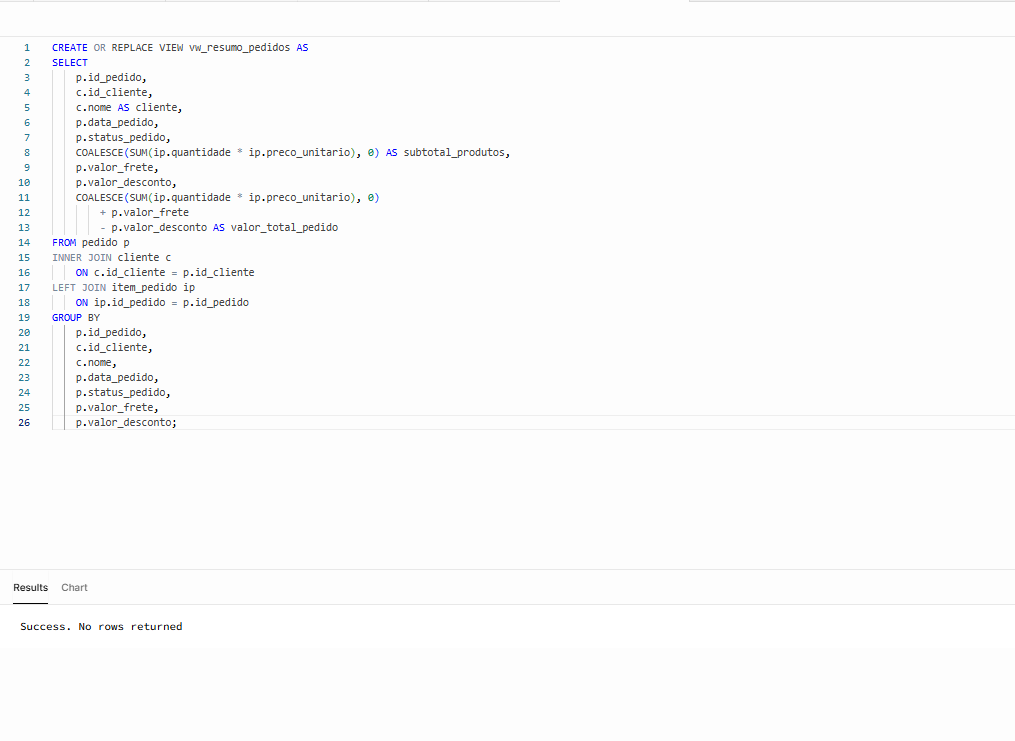 1 CREATE OR REPLACE VIEW vw_resumo_pedidos AS
2 SELECT
3 p.id_pedido,
4 c.id_cliente,
5 c.nome AS cliente,
6 p.data_pedido,
7 p.status_pedido,
8 COALESCE(SUM(ip.quantidade * ip.preco_unitario), 0) AS subtotal_produtos,
9 p.valor_frete,
10 p.valor_desconto,
11 COALESCE(SUM(ip.quantidade * ip.preco_unitario), 0)
12 + p.valor_frete
13 - p.valor_desconto AS valor_total_pedido
14 FROM pedido p
15 INNER JOIN cliente c
16 ON c.id_cliente = p.id_cliente
17 LEFT JOIN item_pedido ip
18 ON ip.id_pedido = p.id_pedido
19 GROUP BY
20 p.id_pedido,
21 c.id_cliente,
22 c.nome,
23 p.data_pedido,
24 p.status_pedido,
25 p.valor_frete,
26 p.valor_desconto;
Results Chart
Success. No rows returned